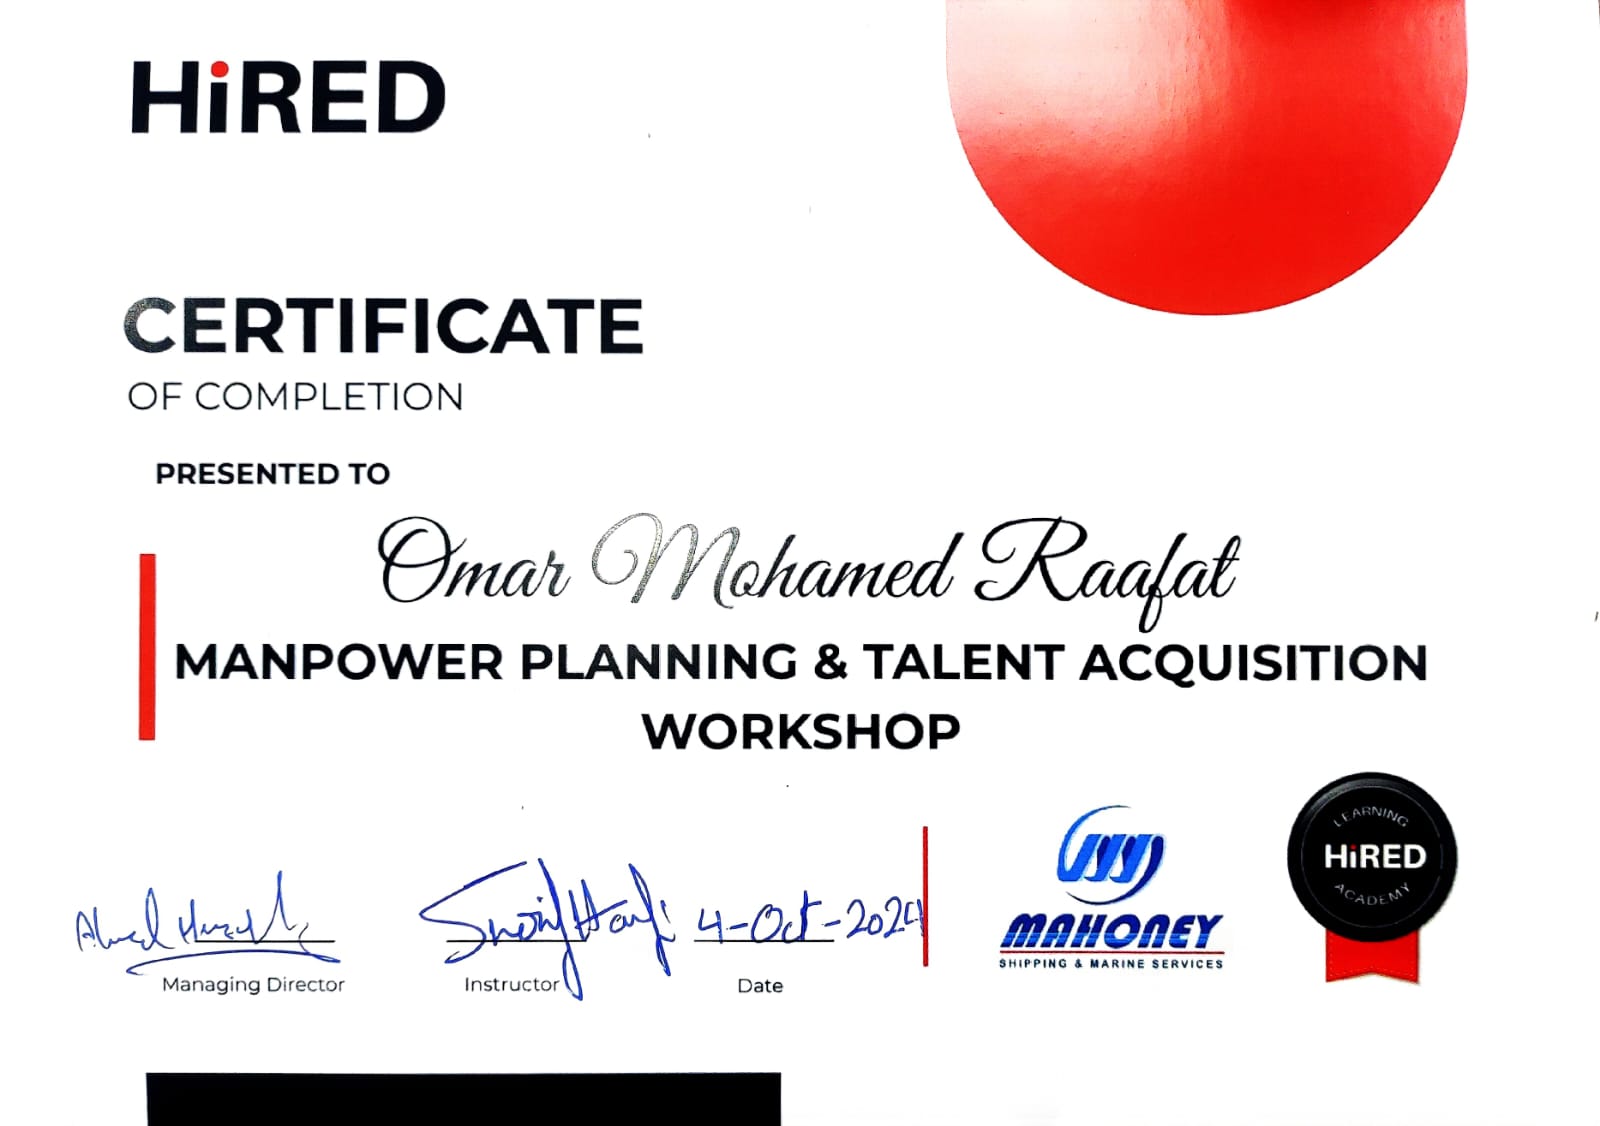 HiRED
CERTIFICATE
OF COMPLETION
PRESENTED TO
Omar Mohamed Raafat
MANPOWER PLANNING & TALENT ACQUISITION
WORKSHOP
4-Oct-2024
Managing Director
Instructor
Date
MAHONEY
SHIPPING & MARINE SERVICES
LEARNING
HiRED
ACADEMY